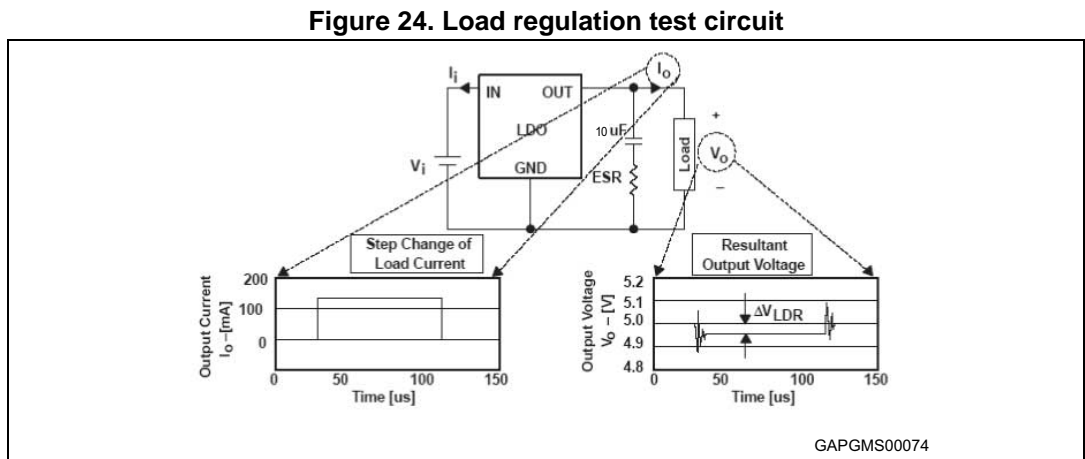 Figure 24. Load regulation test circuit
Ii
IN
OUT
Io
LDO
10 uF
+
Vi
GND
ESR
Load
Vo
–
Step Change of
Load Current
Resultant
Output Voltage
Output Current
Io –[mA]
200
100
0
0
50
100
150
Time [us]
Output Voltage
Vo – [V]
5.2
5.1
5.0
4.9
4.8
ΔVLDR
0
50
100
150
Time [us]
GAPGMS00074